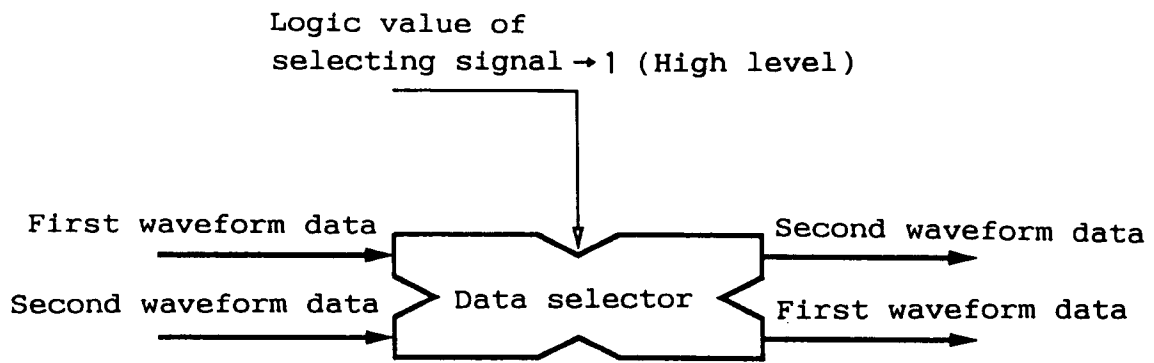 Logic value of
selecting signal → 1 (High level)
First waveform data
Second waveform data
Data selector
Second waveform data
First waveform data